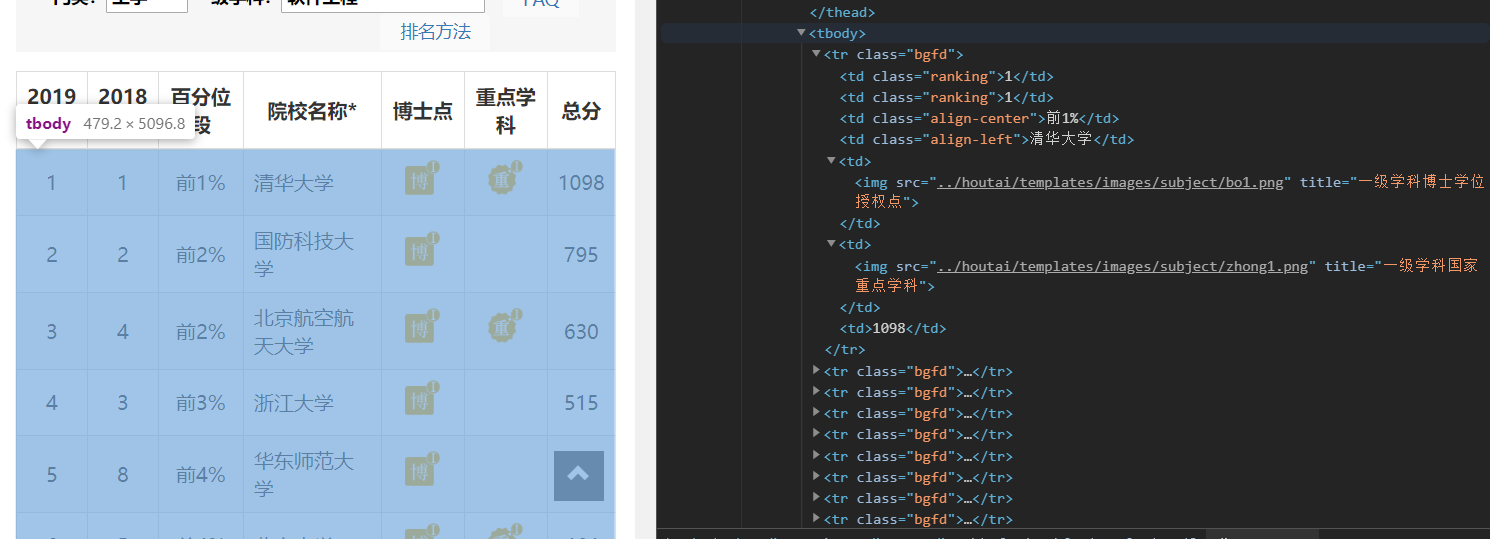 FAQ
排名方法
2019 2018 百分位段 院校名称* 博士点 重点学科 总分
tbody 479.2 × 5096.8
1 1 前1% 清华大学 博 重 1098
2 2 前2% 国防科技大学 博 795
3 4 前2% 北京航空航天大学 博 重 630
4 3 前3% 浙江大学 博 515
5 8 前4% 华东师范大学 博
</thead>
<tbody>
<tr class="bgfd">
<td class="ranking">1</td>
<td class="ranking">1</td>
<td class="align-center">前1%</td>
<td class="align-left">清华大学</td>
<td>
<img src="../houtai/templates/images/subject/bo1.png" title="一级学科博士学位
授权点">
</td>
<td>
<img src="../houtai/templates/images/subject/zhong1.png" title="一级学科国家
重点学科">
</td>
<td>1098</td>
</tr>
<tr class="bgfd">…</tr>
<tr class="bgfd">…</tr>
<tr class="bgfd">…</tr>
<tr class="bgfd">…</tr>
<tr class="bgfd">…</tr>
<tr class="bgfd">…</tr>
<tr class="bgfd">…</tr>
<tr class="bgfd">…</tr>